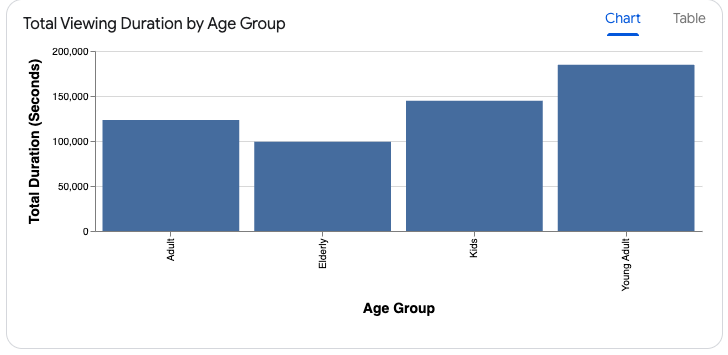 Total Viewing Duration by Age Group
Chart
Table
Total Duration (Seconds)
200,000
150,000
100,000
50,000
0
Adult
Elderly
Kids
Young Adult
Age Group